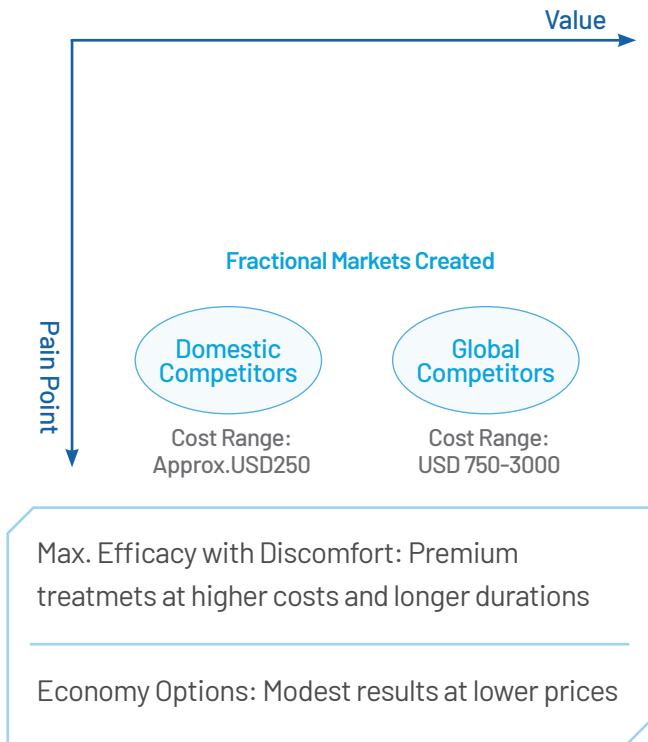 Value
Fractional Markets Created
Pain Point
Domestic
Competitors
Global
Competitors
Cost Range:
Approx.USD250
Cost Range:
USD 750-3000
Max. Efficacy with Discomfort: Premium
treatmets at higher costs and longer durations
Economy Options: Modest results at lower prices